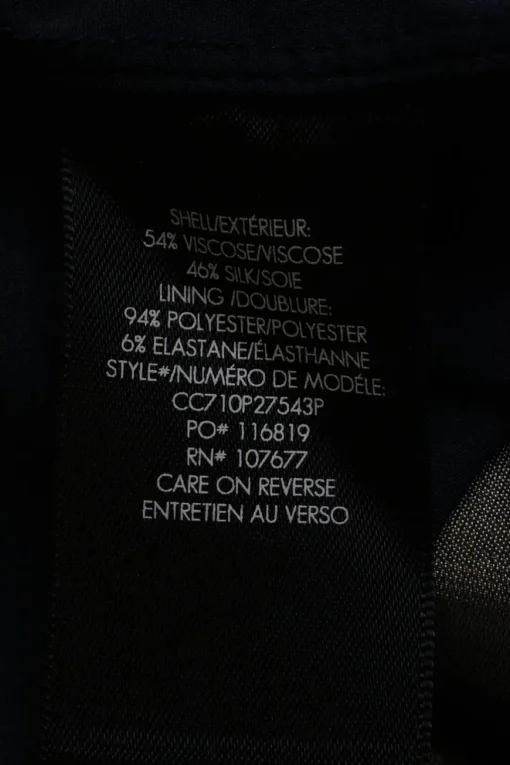 SHELL/EXTÉRIEUR:
54% VISCOSE/VISCOSE
46% SILK/SOIE
LINING /DOUBLURE:
94% POLYESTER/POLYESTER
6% ELASTANE/ÉLASTHANNE
STYLE#/NUMÉRO DE MODÉLE:
CC710P27543P
PO# 116819
RN# 107677
CARE ON REVERSE
ENTRETIEN AU VERSO